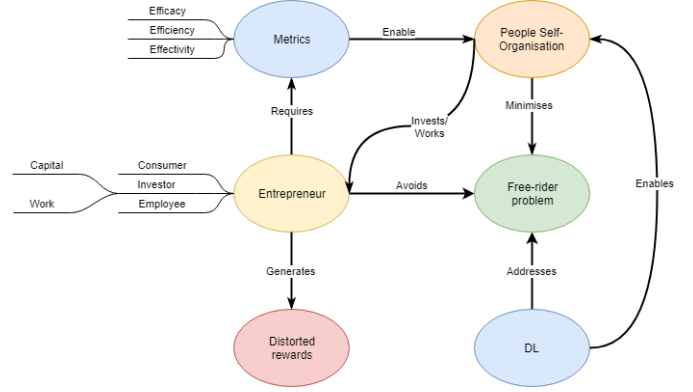 Efficacy
Efficiency
Effectivity
Metrics
Enable
People Self-
Organisation
Requires
Invests/
Works
Minimises
Capital
Work
Consumer
Investor
Employee
Entrepreneur
Avoids
Free-rider
problem
Enables
Generates
Addresses
Distorted
rewards
DL